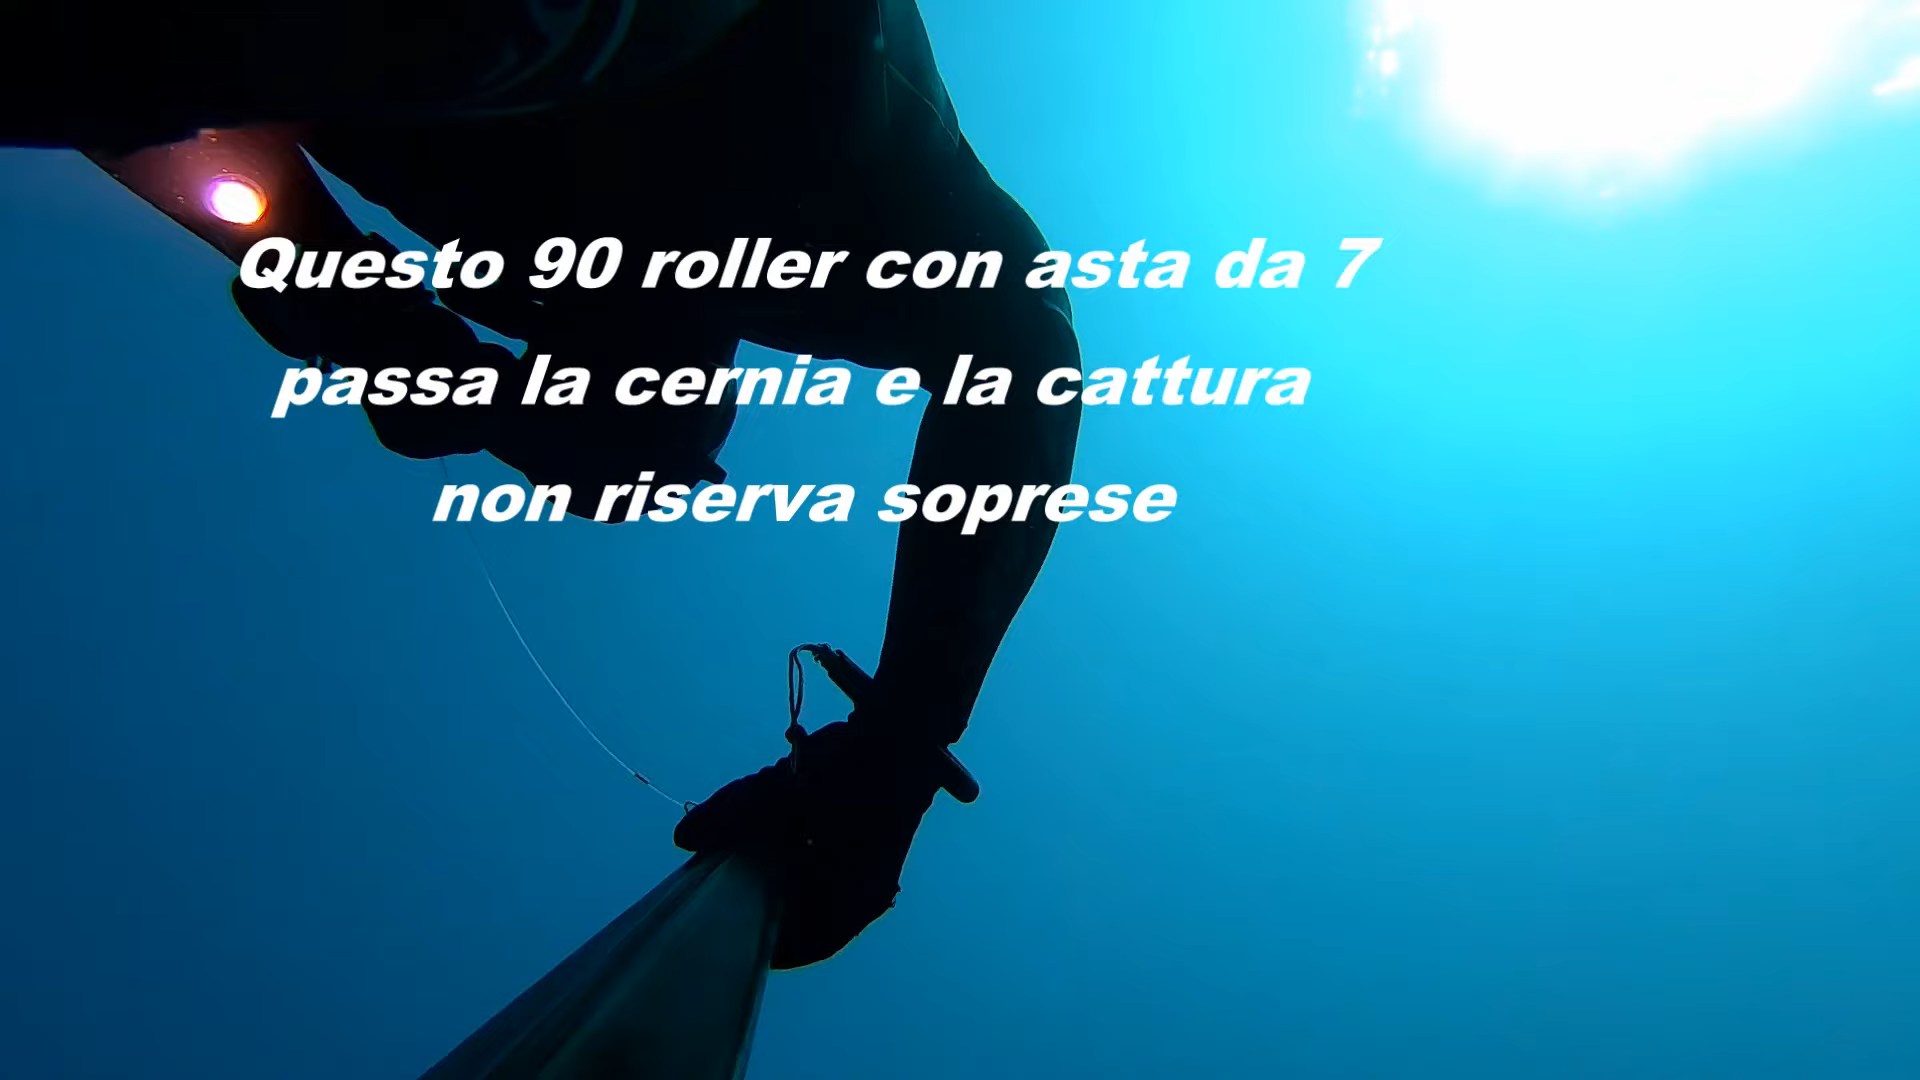 Questo 90 roller con asta da 7
passa la cernia e la cattura
non riserva soprese